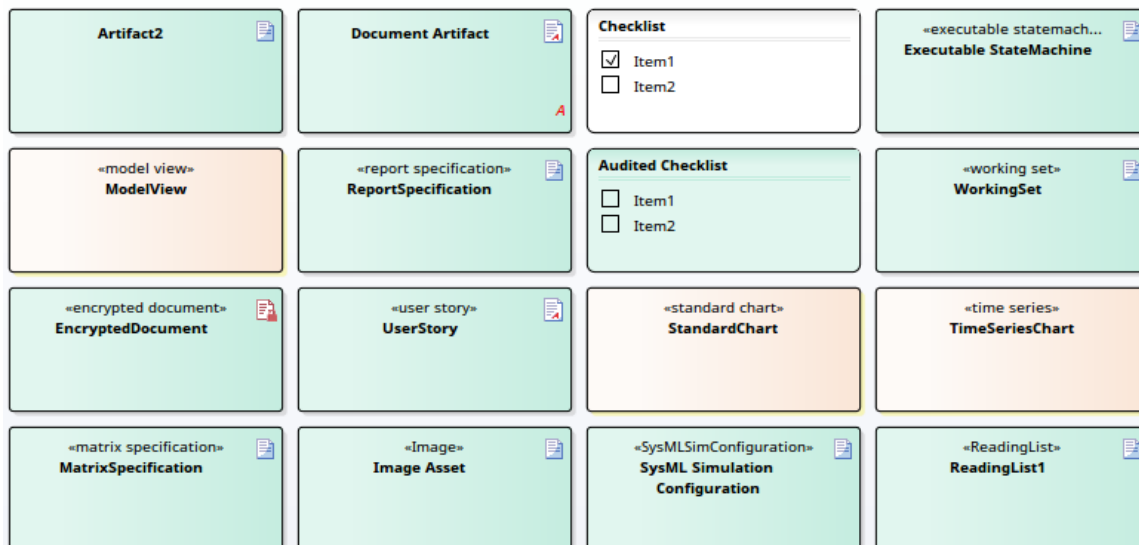 Artifact2
Document Artifact
A
Checklist
Item1
Item2
«executable statemach...
Executable StateMachine
«model view»
ModelView
«report specification»
ReportSpecification
Audited Checklist
Item1
Item2
«working set»
WorkingSet
«encrypted document»
EncryptedDocument
«user story»
UserStory
«standard chart»
StandardChart
«time series»
TimeSeriesChart
«matrix specification»
MatrixSpecification
«Image»
Image Asset
«SysMLSimConfiguration»
SysML Simulation
Configuration
«ReadingList»
ReadingList1